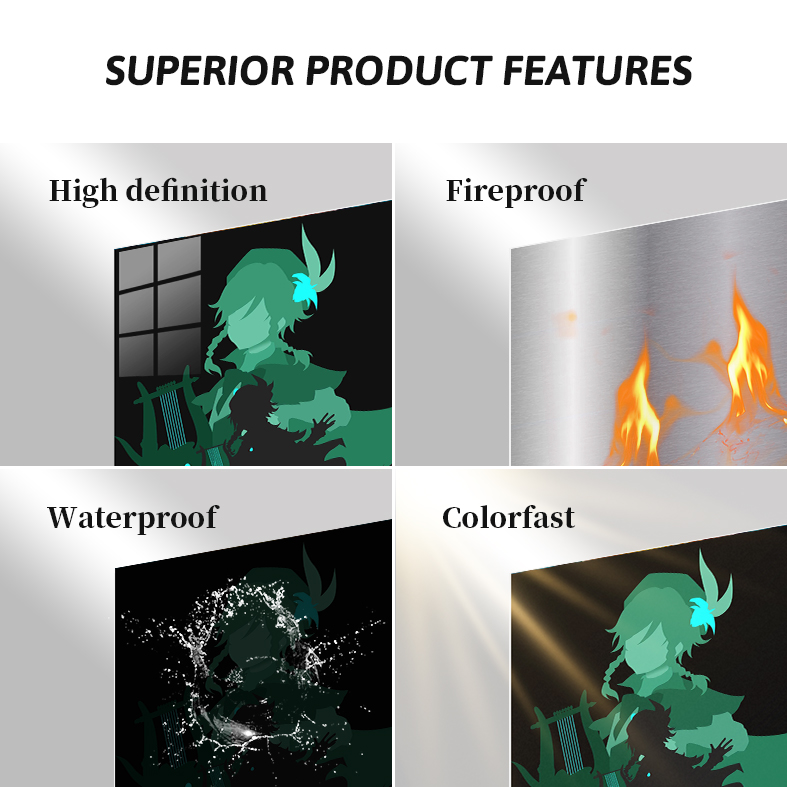 SUPERIOR PRODUCT FEATURES
High definition
Fireproof
Waterproof
Colorfast